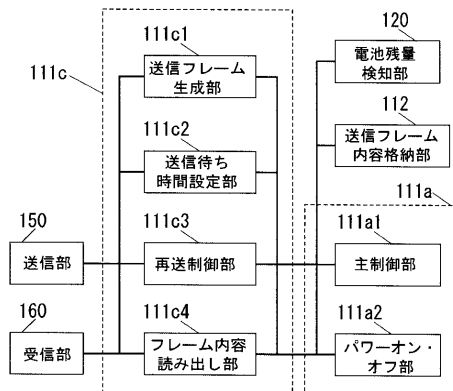 111c
111c1
送信フレーム
生成部
111c2
送信待ち
時間設定部
111c3
再送制御部
111c4
フレーム内容
読み出し部
150
送信部
160
受信部
120
電池残量
検知部
112
送信フレーム
内容格納部
111a
111a1
主制御部
111a2
パワーオン・
オフ部